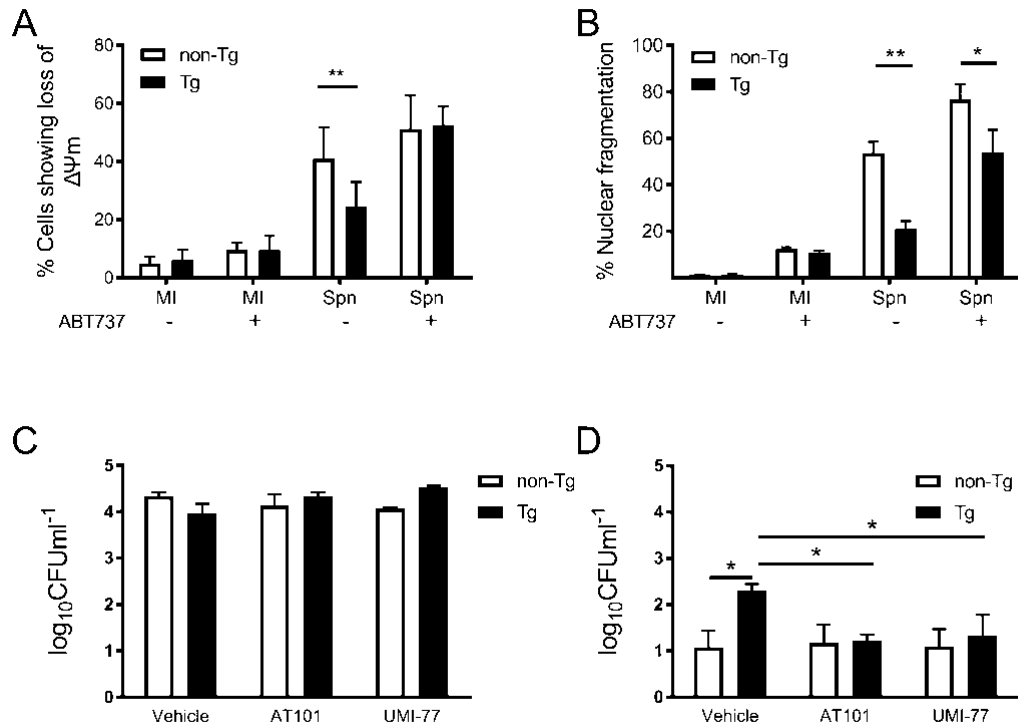 A
% Cells showing loss of
ΔΨm
80
60
40
20
0
non-Tg
Tg
**
MI
MI
Spn
Spn
ABT737
-
+
-
+
B
% Nuclear fragmentation
100
80
60
40
20
non-Tg
Tg
**
*
MI
MI
Spn
Spn
ABT737
-
+
-
+
C
log10CFUml-1
5
4
3
2
1
0
non-Tg
Tg
Vehicle
AT101
UMI-77
D
log10CFUml-1
5
4
3
2
1
0
non-Tg
Tg
*
*
*
Vehicle
AT101
UMI-77